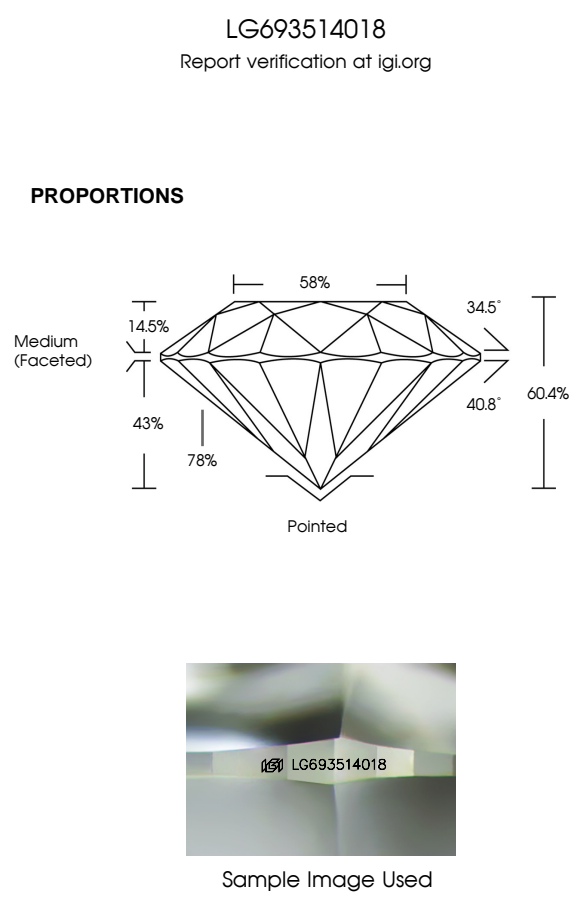 LG693514018
Report verification at igi.org
PROPORTIONS
58%
34.5°
14.5%
Medium
(Faceted)
60.4%
40.8°
43%
78%
Pointed
IGI LG693514018
Sample Image Used